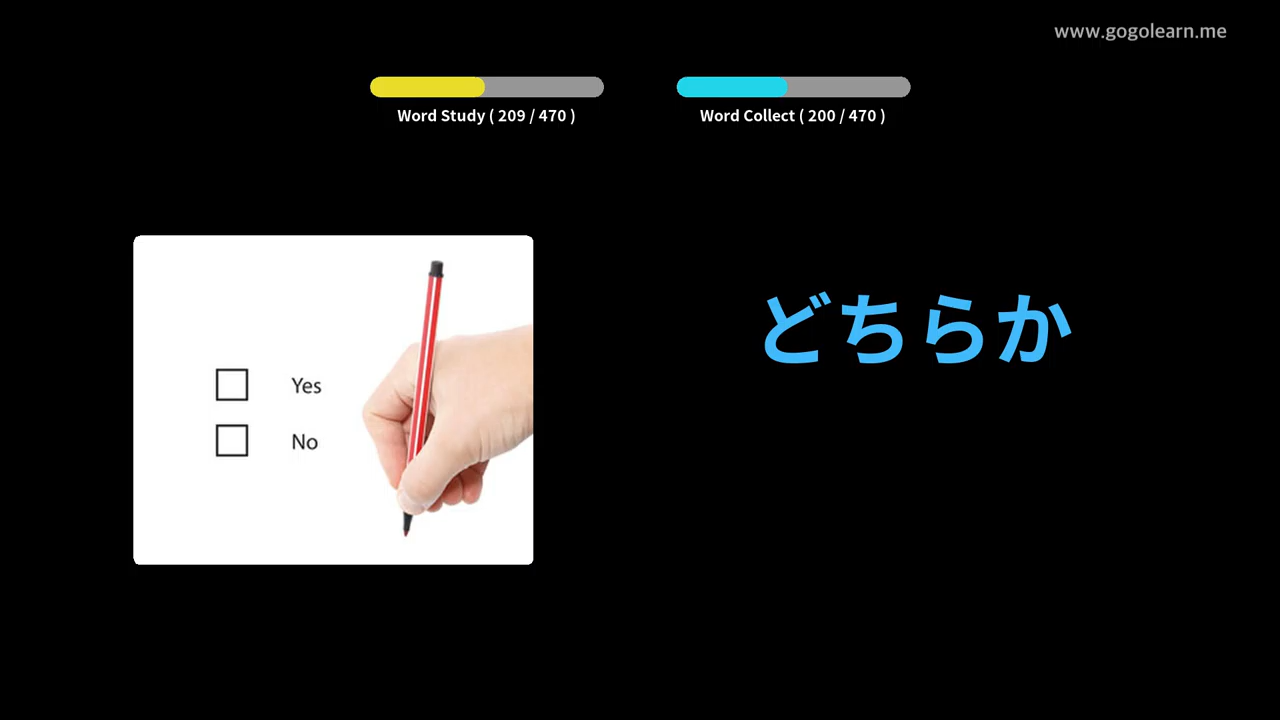 www.gogolearn.me
Word Study ( 209 / 470 )
Word Collect ( 200 / 470 )
どちらか
Yes
No